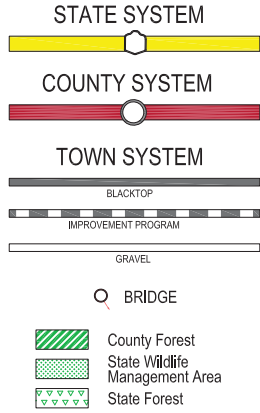 STATE SYSTEM
COUNTY SYSTEM
TOWN SYSTEM
BLACKTOP
IMPROVEMENT PROGRAM
GRAVEL
BRIDGE
County Forest
State Wildlife
Management Area
State Forest